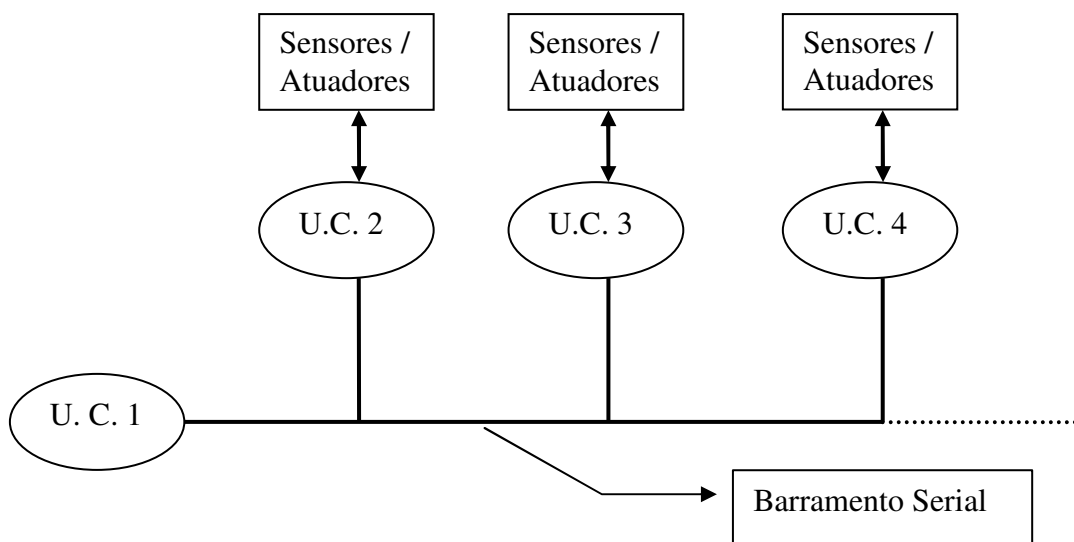 Sensores /
Atuadores
Sensores /
Atuadores
Sensores /
Atuadores
U.C. 2
U.C. 3
U.C. 4
U. C. 1
Barramento Serial